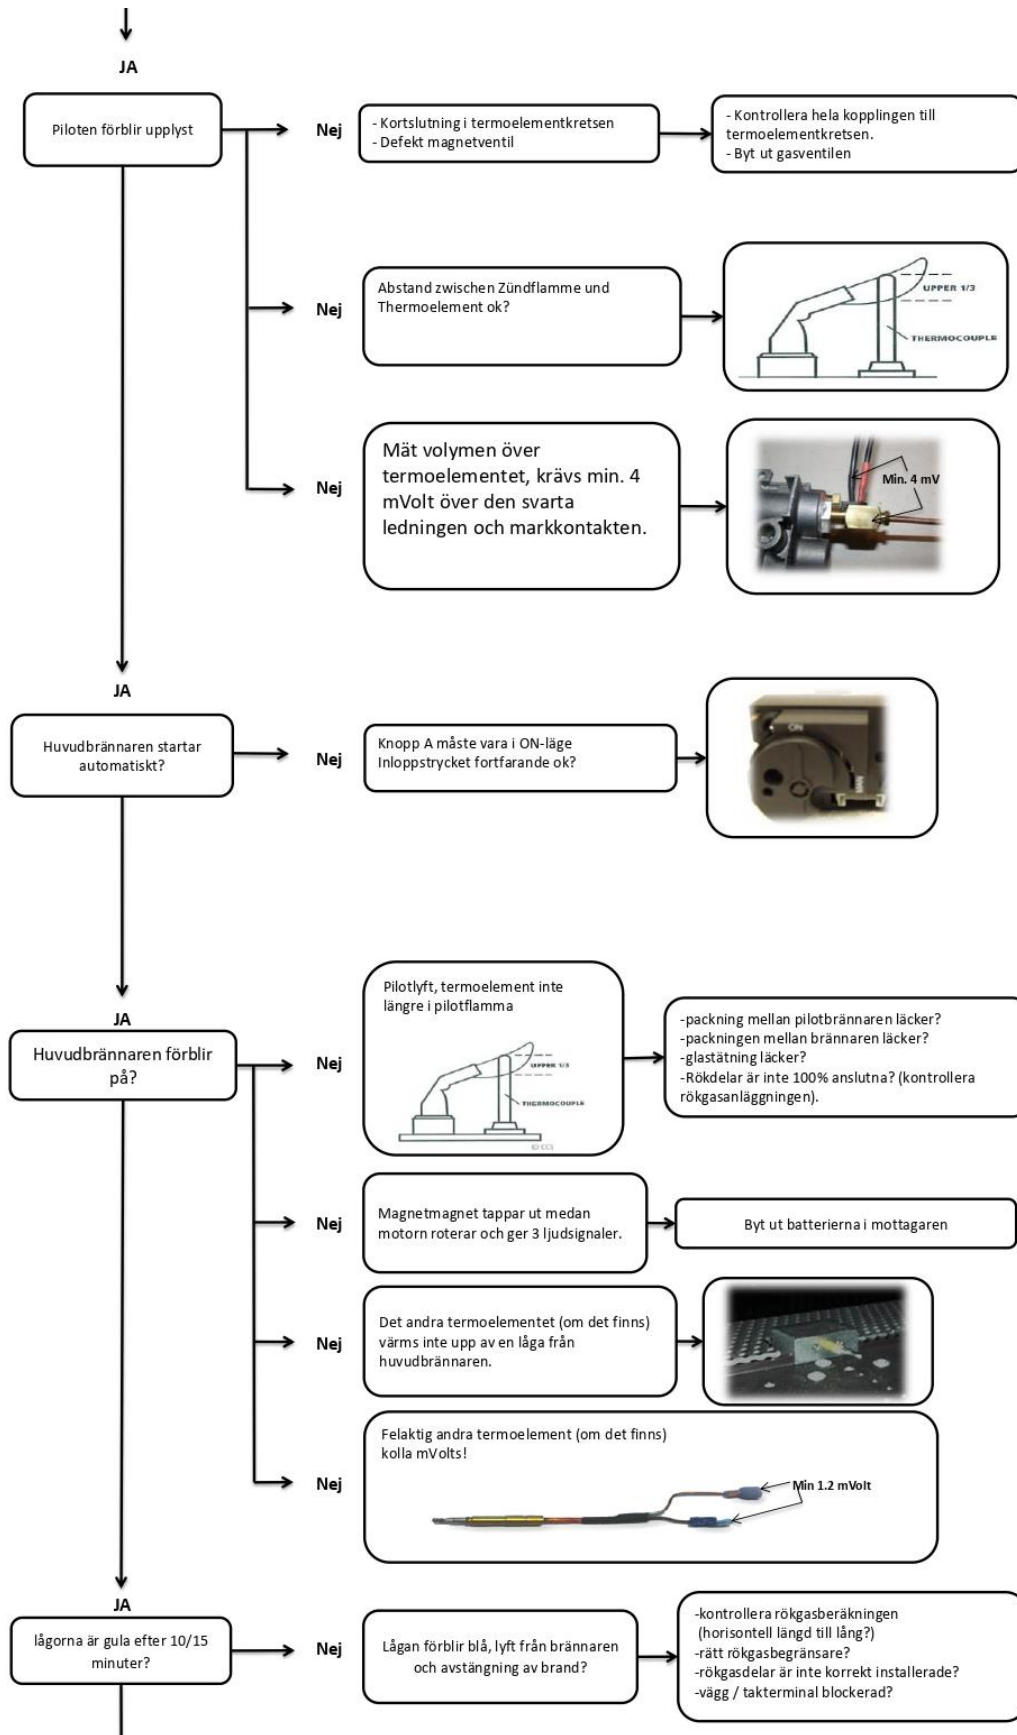 JA
Piloten förblir upplyst
Nej
- Kortslutning i termoelementkretsen
- Defekt magnetventil
- Kontrollera hela kopplingen till
termoelementkretsen.
- Byt ut gasventilen
Nej
Abstand zwischen Zündflamme und
Thermoelement ok?
UPPER 1/3
THERMOCOUPLE
Nej
Mät volymen över
termoelementet, krävs min. 4
mVolt över den svarta
ledningen och markkontakten.
Min. 4 mV
JA
Huvudbrännaren startar
automatiskt?
Nej
Knopp A måste vara i ON-läge
Inloppstrycket fortfarande ok?
ON
MAN
JA
Huvudbrännaren förblir
på?
Nej
Pilotlyft, termoelement inte
längre i pilotflamma
UPPER 1/3
THERMOCOUPLE
-packning mellan pilotbrännaren läcker?
-packningen mellan brännaren läcker?
-glastätning läcker?
-Rökdelar är inte 100% anslutna? (kontrollera
rökgasanläggningen).
Nej
Magnetmagnet tappar ut medan
motorn roterar och ger 3 ljudsignaler.
Byt ut batterierna i mottagaren
Nej
Det andra termoelementet (om det finns)
värms inte upp av en låga från
huvudbrännaren.
Nej
Felaktig andra termoelement (om det finns)
kolla mVolts!
Min 1.2 mVolt
JA
lågorna är gula efter 10/15
minuter?
Nej
Lågan förblir blå, lyft från brännaren
och avstängning av brand?
-kontrollera rökgasberäkningen
(horisontell längd till lång?)
-rätt rökgasbegränsare?
-rökgasdelar är inte korrekt installerade?
-vägg / takterminal blockerad?